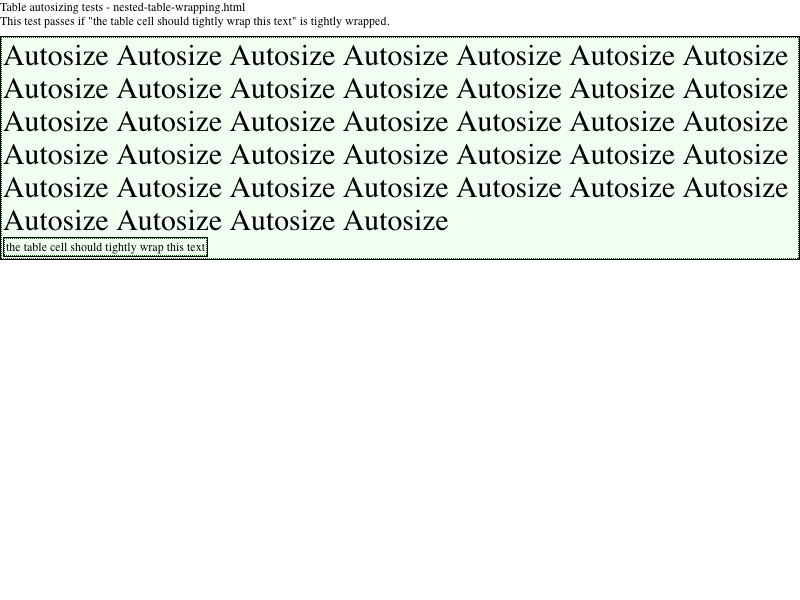 Table autosizing tests - nested-table-wrapping.html
This test passes if "the table cell should tightly wrap this text" is tightly wrapped.
Autosize Autosize Autosize Autosize Autosize Autosize Autosize
Autosize Autosize Autosize Autosize Autosize Autosize Autosize
Autosize Autosize Autosize Autosize Autosize Autosize Autosize
Autosize Autosize Autosize Autosize Autosize Autosize Autosize
Autosize Autosize Autosize Autosize Autosize Autosize Autosize
Autosize Autosize Autosize Autosize
the table cell should tightly wrap this text